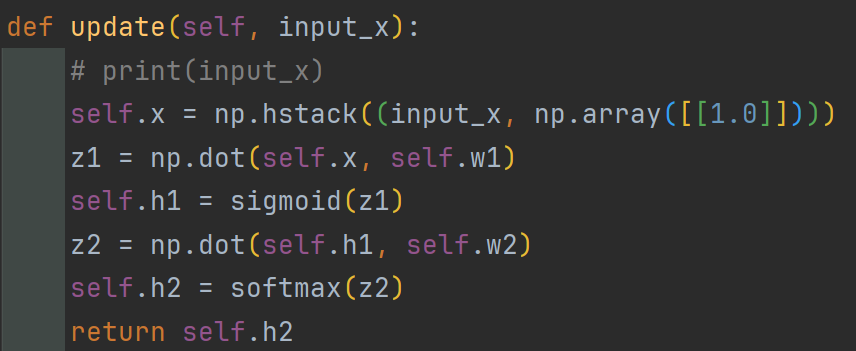 def update(self, input_x):
    # print(input_x)
    self.x = np.hstack((input_x, np.array([[1.0]])))
    z1 = np.dot(self.x, self.w1)
    self.h1 = sigmoid(z1)
    z2 = np.dot(self.h1, self.w2)
    self.h2 = softmax(z2)
    return self.h2